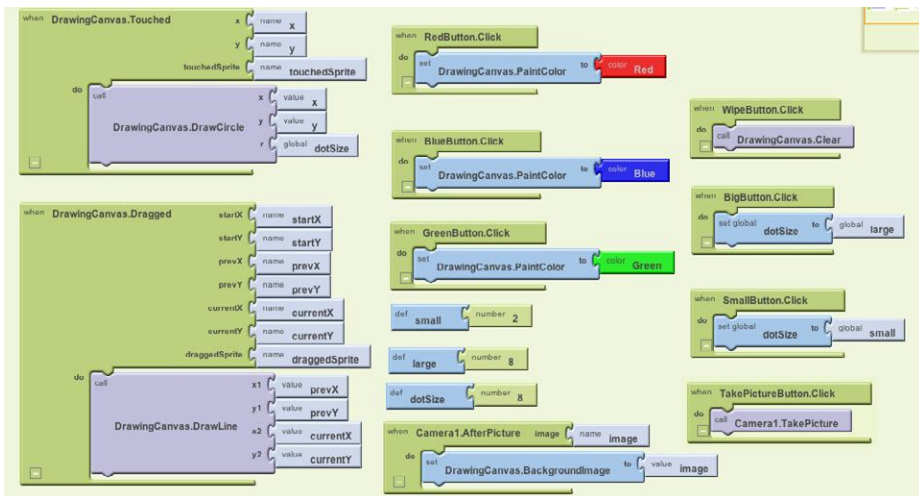 when DrawingCanvas.Touched x name x
y name y
touchedSprite name touchedSprite
do call DrawingCanvas.DrawCircle x value x
y value y
r global dotSize
when DrawingCanvas.Dragged startX name startX
startY name startY
prevX name prevX
prevY name prevY
currentX name currentX
currentY name currentY
draggedSprite name draggedSprite
do call DrawingCanvas.DrawLine x1 value prevX
y1 value prevY
x2 value currentX
y2 value currentY
when RedButton.Click
do set DrawingCanvas.PaintColor to color Red
when BlueButton.Click
do set DrawingCanvas.PaintColor to color Blue
when GreenButton.Click
do set DrawingCanvas.PaintColor to color Green
def small number 2
def large number 8
def dotSize number 8
when Camera1.AfterPicture image name image
do set DrawingCanvas.BackgroundImage to value image
when WipeButton.Click
do call DrawingCanvas.Clear
when BigButton.Click
do set global dotSize to global large
when SmallButton.Click
do set global dotSize to global small
when TakePictureButton.Click
do call Camera1.TakePicture